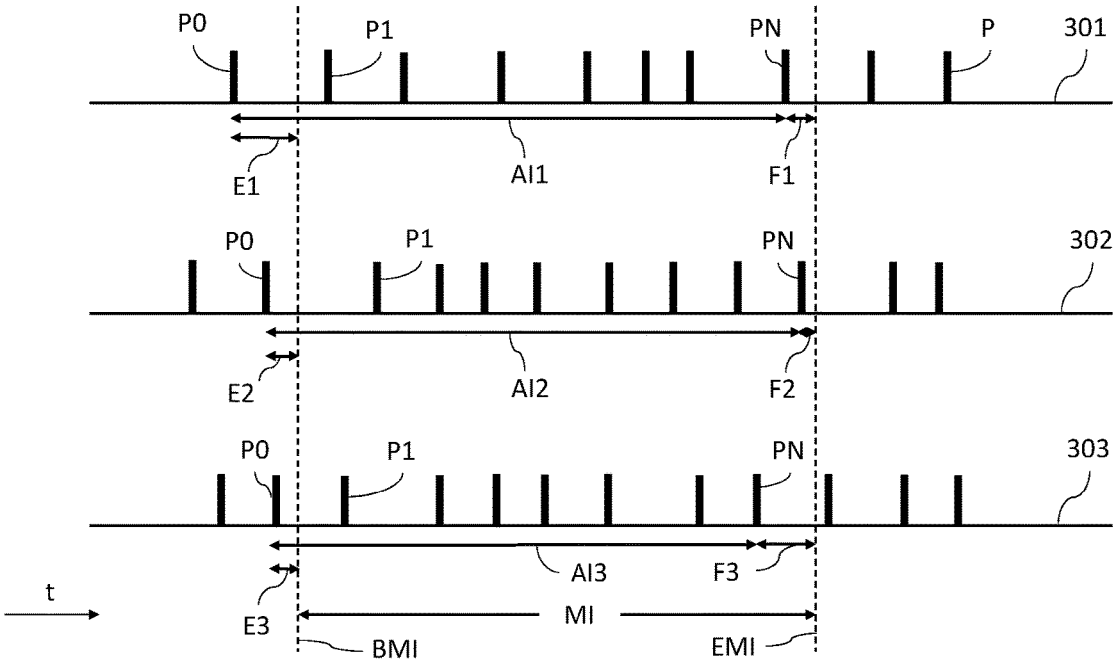 P0 P1 PN P 301
E1 AI1 F1
P0 P1 PN 302
E2 AI2 F2
P0 P1 PN 303
AI3 F3
t E3 MI
BMI EMI